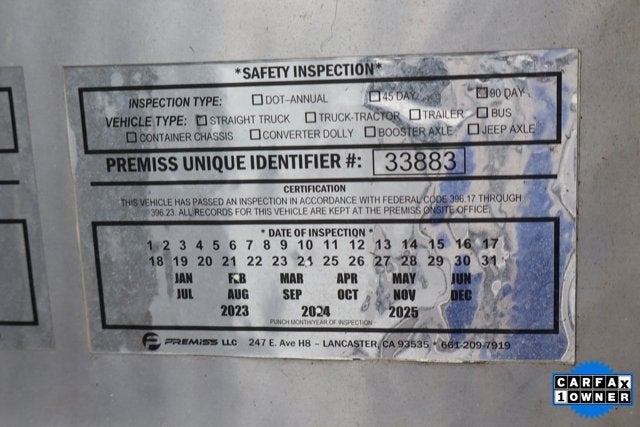 *SAFETY INSPECTION*
INSPECTION TYPE: DOT-ANNUAL 45 DAY 90 DAY
VEHICLE TYPE: STRAIGHT TRUCK TRUCK-TRACTOR TRAILER BUS
CONTAINER CHASSIS CONVERTER DOLLY BOOSTER AXLE JEEP AXLE
PREMISS UNIQUE IDENTIFIER #: 33883
CERTIFICATION
THIS VEHICLE HAS PASSED AN INSPECTION IN ACCORDANCE WITH FEDERAL CODE 396.17 THROUGH
396.23. ALL RECORDS FOR THIS VEHICLE ARE KEPT AT THE PREMISS ONSITE OFFICE.
* DATE OF INSPECTION *
1 2 3 4 5 6 7 8 9 10 11 12 13 14 15 16 17
18 19 20 21 22 23 24 25 26 27 28 29 30 31
JAN FEB MAR APR MAY JUN
JUL AUG SEP OCT NOV DEC
2023 2024 2025
PUNCH MONTH/YEAR OF INSPECTION
PREMISS LLC 247 E. Ave H8 - LANCASTER, CA 93535 * 661-209-7919
CARFAX
1 OWNER